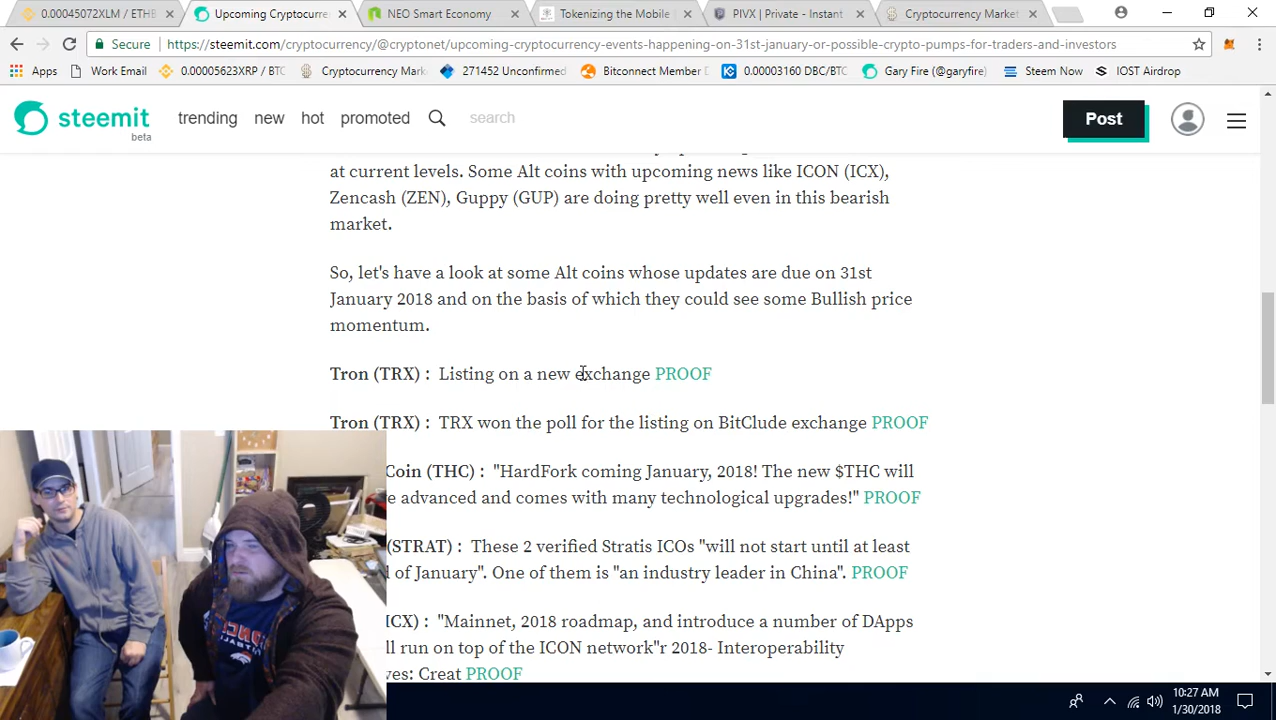 0.00045072XLM / ETHB
Upcoming Cryptocurre
NEO Smart Economy
Tokenizing the Mobile
PIVX | Private - Instant
Cryptocurrency Market
Secure
https://steemit.com/cryptocurrency/@cryptonet/upcoming-cryptocurrency-events-happening-on-31st-january-or-possible-crypto-pumps-for-traders-and-investors
Apps
Work Email
0.00005623XRP / BTC
Cryptocurrency Mark
271452 Unconfirmed
Bitconnect Member D
0.00003160 DBC/BTC
Gary Fire (@garyfire)
Steem Now
IOST Airdrop
steemit
beta
trending
new
hot
promoted
search
Post
at current levels. Some Alt coins with upcoming news like ICON (ICX),
Zencash (ZEN), Guppy (GUP) are doing pretty well even in this bearish
market.
So, let's have a look at some Alt coins whose updates are due on 31st
January 2018 and on the basis of which they could see some Bullish price
momentum.
Tron (TRX) : Listing on a new exchange PROOF
Tron (TRX) : TRX won the poll for the listing on BitClude exchange PROOF
Coin (THC) : "HardFork coming January, 2018! The new $THC will
e advanced and comes with many technological upgrades!" PROOF
(STRAT) : These 2 verified Stratis ICOs "will not start until at least
d of January". One of them is "an industry leader in China". PROOF
CX) : "Mainnet, 2018 roadmap, and introduce a number of DApps
ll run on top of the ICON network"r 2018- Interoperability
ves: Creat PROOF
10:27 AM
1/30/2018